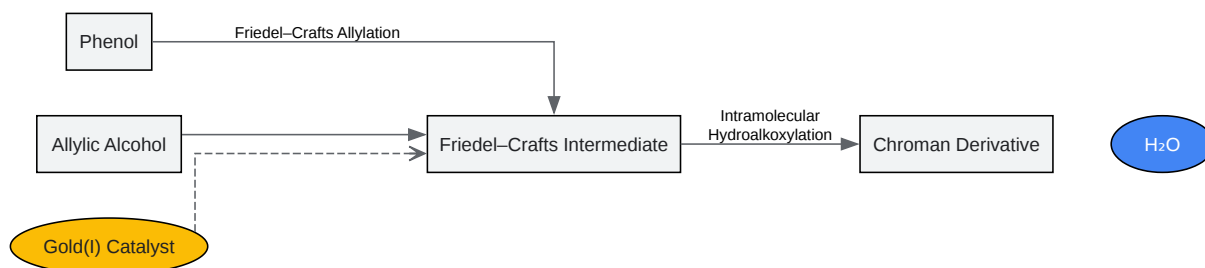 Phenol
Friedel–Crafts Allylation
Allylic Alcohol
Friedel–Crafts Intermediate
Intramolecular
Hydroalkoxylation
Chroman Derivative
H₂O
Gold(I) Catalyst